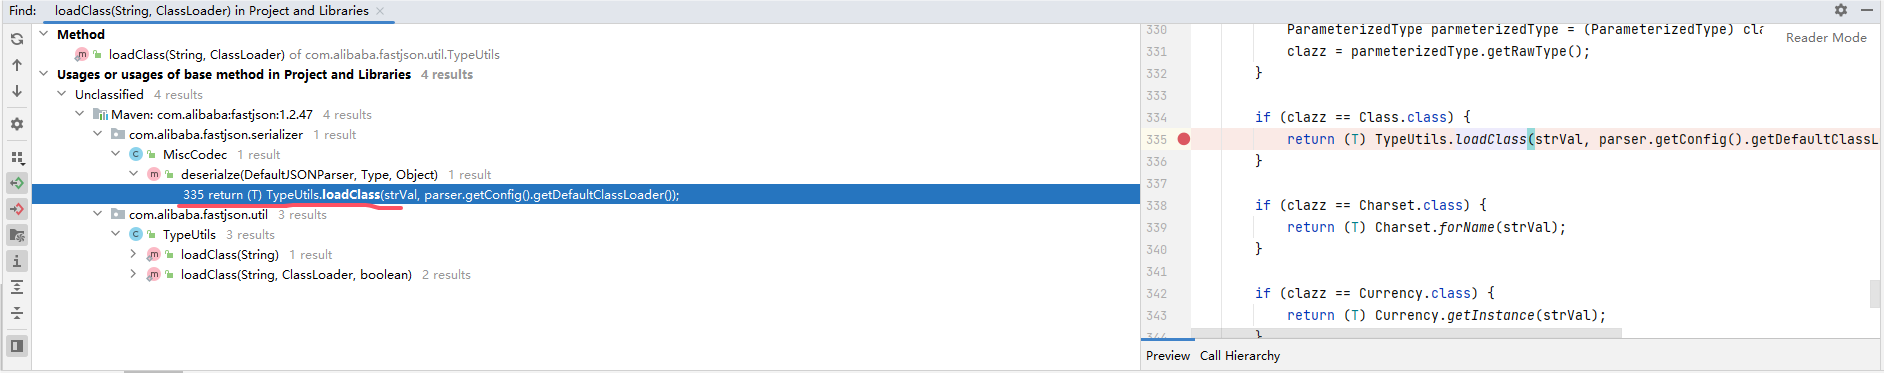 Find: loadClass(String, ClassLoader) in Project and Libraries
Method
loadClass(String, ClassLoader) of com.alibaba.fastjson.util.TypeUtils
Usages or usages of base method in Project and Libraries 4 results
Unclassified 4 results
Maven: com.alibaba:fastjson:1.2.47 4 results
com.alibaba.fastjson.serializer 1 result
MiscCodec 1 result
deserialze(DefaultJSONParser, Type, Object) 1 result
335 return (T) TypeUtils.loadClass(strVal, parser.getConfig().getDefaultClassLoader());
com.alibaba.fastjson.util 3 results
TypeUtils 3 results
loadClass(String) 1 result
loadClass(String, ClassLoader, boolean) 2 results
Reader Mode
330 ParameterizedType parmeterizedType = (ParameterizedType) cla
331 clazz = parmeterizedType.getRawType();
332 }
333
334 if (clazz == Class.class) {
335 return (T) TypeUtils.loadClass(strVal, parser.getConfig().getDefaultClassL
336 }
337
338 if (clazz == Charset.class) {
339 return (T) Charset.forName(strVal);
340 }
341
342 if (clazz == Currency.class) {
343 return (T) Currency.getInstance(strVal);
344 }
Preview Call Hierarchy